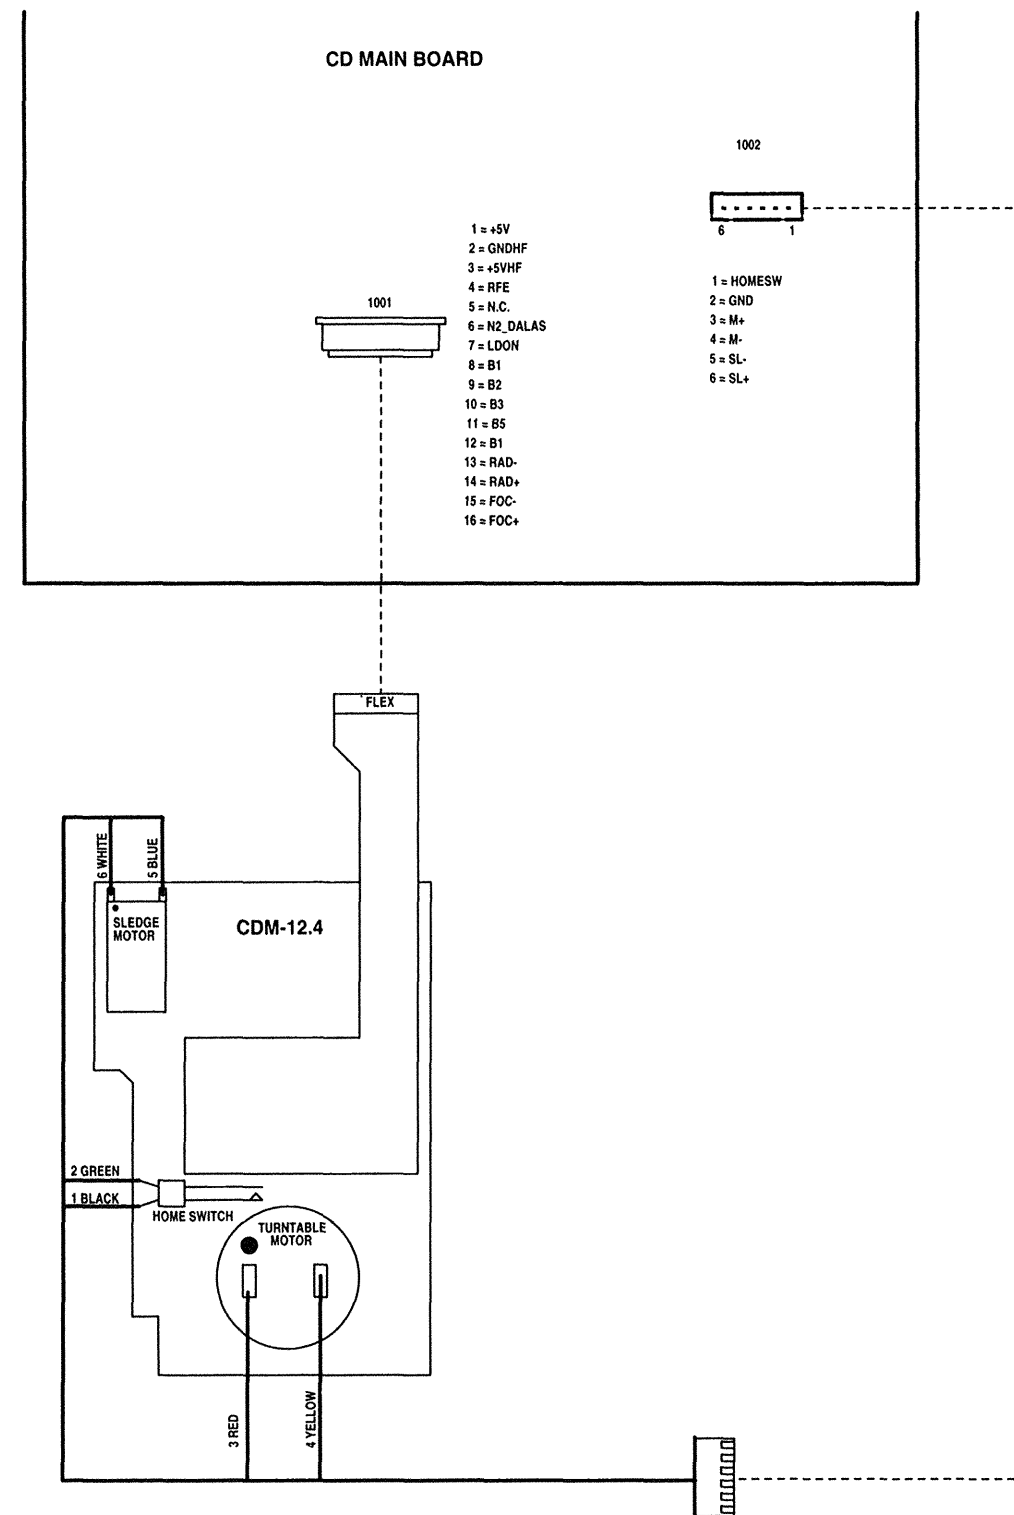 CD MAIN BOARD
1002
6 1
1 = HOMESW
2 = GND
3 = M+
4 = M-
5 = SL-
6 = SL+
1001
1 = +5V
2 = GNDHF
3 = +5VHF
4 = RFE
5 = N.C.
6 = N2_DALAS
7 = LDON
8 = B1
9 = B2
10 = B3
11 = B5
12 = B1
13 = RAD-
14 = RAD+
15 = FOC-
16 = FOC+
FLEX
6 WHITE
5 BLUE
SLEDGE
MOTOR
CDM-12.4
2 GREEN
1 BLACK
HOME SWITCH
TURNTABLE
MOTOR
3 RED
4 YELLOW